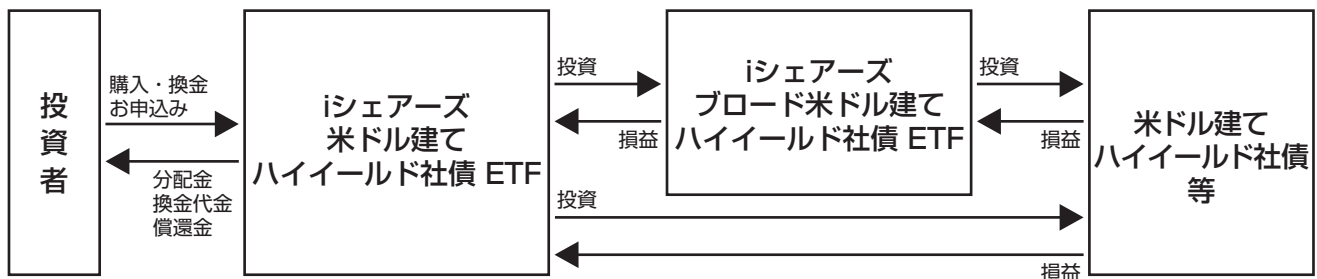 投資者
購入・換金
お申込み
分配金
換金代金
償還金
iシェアーズ
米ドル建て
ハイイールド社債 ETF
投資
損益
iシェアーズ
ブロード米ドル建て
ハイイールド社債 ETF
投資
損益
投資
損益
米ドル建て
ハイイールド社債
等